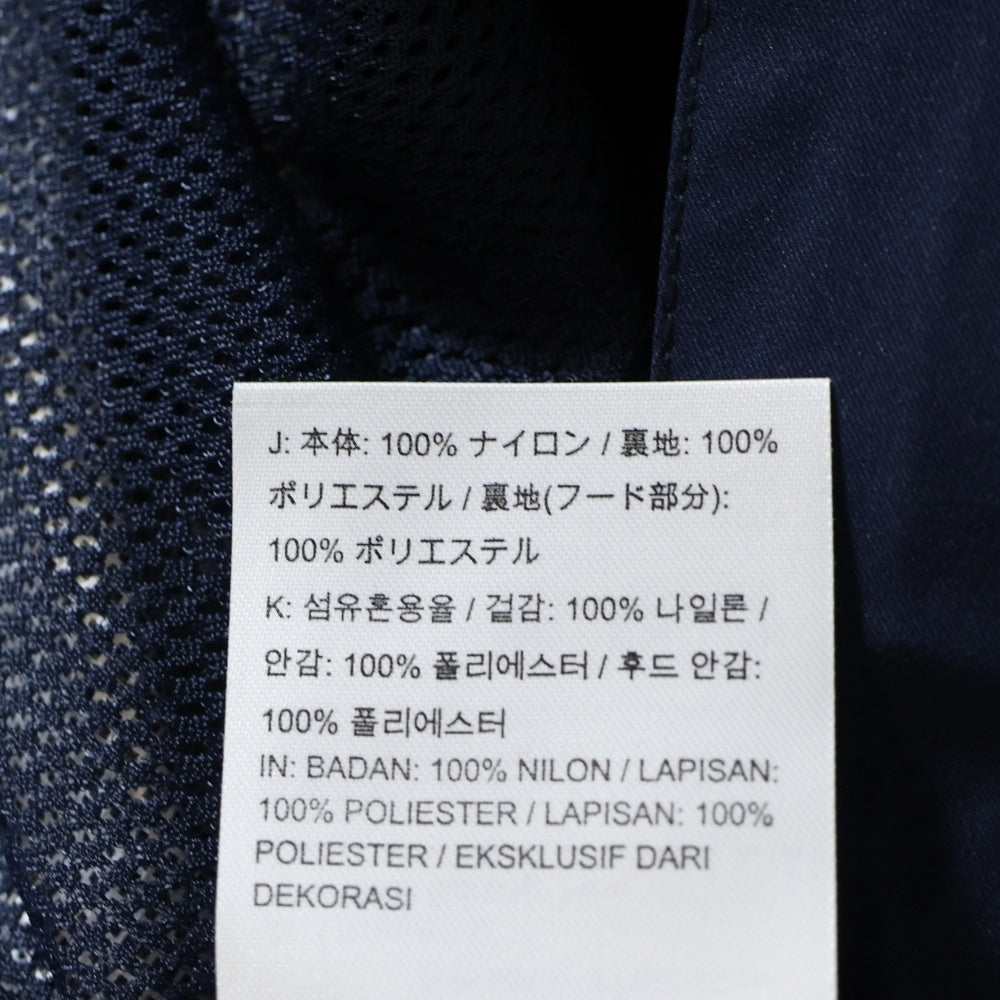 J: 本体: 100% ナイロン / 裏地: 100%
ポリエステル / 裏地(フード部分):
100% ポリエステル
K: 섬유혼용율 / 겉감: 100% 나일론 /
안감: 100% 폴리에스터 / 후드 안감:
100% 폴리에스터
IN: BADAN: 100% NILON / LAPISAN:
100% POLIESTER / LAPISAN: 100%
POLIESTER / EKSKLUSIF DARI
DEKORASI